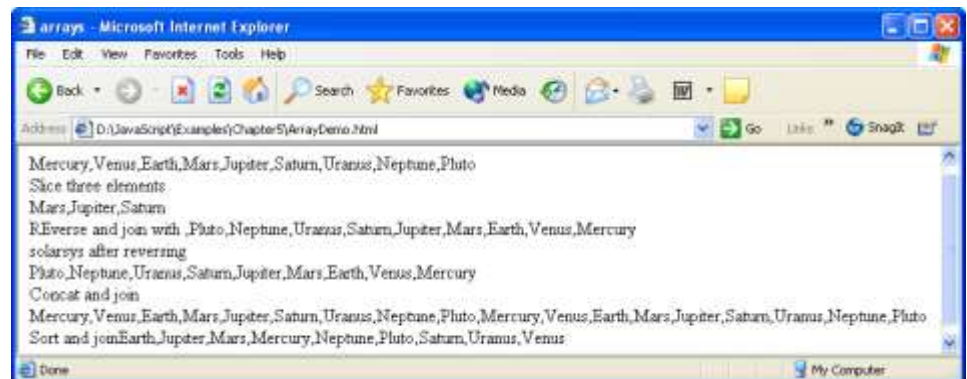 arrays - Microsoft Internet Explorer
File Edit View Favorites Tools Help
Back Search Favorites Media
Address D:\JavaScript\Examples\Chapter5\ArrayDemo.html Go Links » SnagIt
Mercury,Venus,Earth,Mars,Jupiter,Saturn,Uranus,Neptune,Pluto
Slice three elements
Mars,Jupiter,Saturn
REverse and join with ,Pluto,Neptune,Uranus,Saturn,Jupiter,Mars,Earth,Venus,Mercury
solarsys after reversing
Pluto,Neptune,Uranus,Saturn,Jupiter,Mars,Earth,Venus,Mercury
Concat and join
Mercury,Venus,Earth,Mars,Jupiter,Saturn,Uranus,Neptune,Pluto,Mercury,Venus,Earth,Mars,Jupiter,Saturn,Uranus,Neptune,Pluto
Sort and joinEarth,Jupiter,Mars,Mercury,Neptune,Pluto,Saturn,Uranus,Venus
Done My Computer